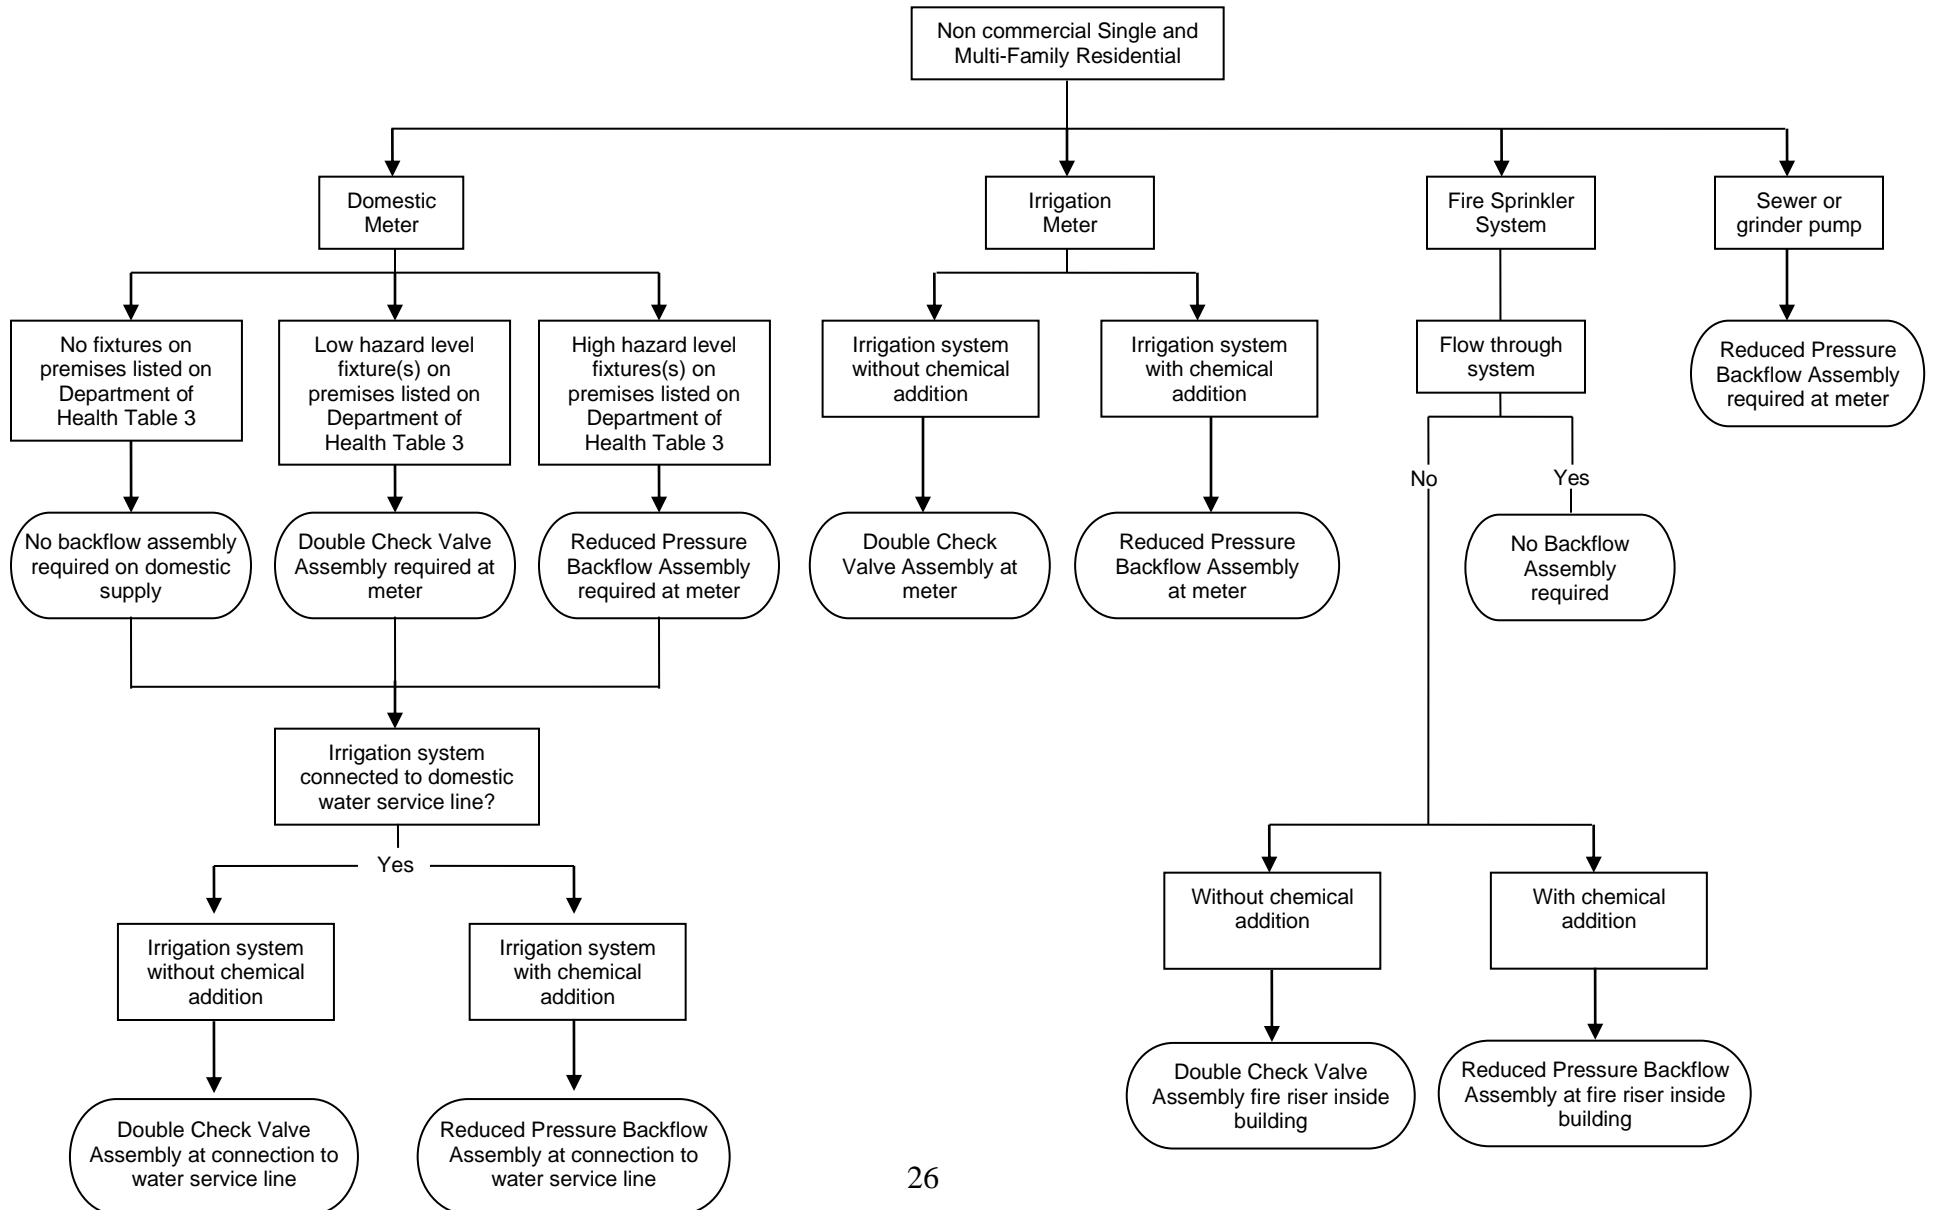 Non commercial Single and
Multi-Family Residential
Domestic
Meter
Irrigation
Meter
Fire Sprinkler
System
Sewer or
grinder pump
No fixtures on
premises listed on
Department of
Health Table 3
Low hazard level
fixture(s) on
premises listed on
Department of
Health Table 3
High hazard level
fixtures(s) on
premises listed on
Department of
Health Table 3
Irrigation system
without chemical
addition
Irrigation system
with chemical
addition
Flow through
system
Reduced Pressure
Backflow Assembly
required at meter
No
Yes
No backflow assembly
required on domestic
supply
Double Check Valve
Assembly required at
meter
Reduced Pressure
Backflow Assembly
required at meter
Double Check
Valve Assembly at
meter
Reduced Pressure
Backflow Assembly
at meter
No Backflow
Assembly
required
Irrigation system
connected to domestic
water service line?
Yes
Irrigation system
without chemical
addition
Irrigation system
with chemical
addition
Without chemical
addition
With chemical
addition
Double Check Valve
Assembly at connection to
water service line
Reduced Pressure Backflow
Assembly at connection to
water service line
Double Check Valve
Assembly fire riser inside
building
Reduced Pressure Backflow
Assembly at fire riser inside
building
26